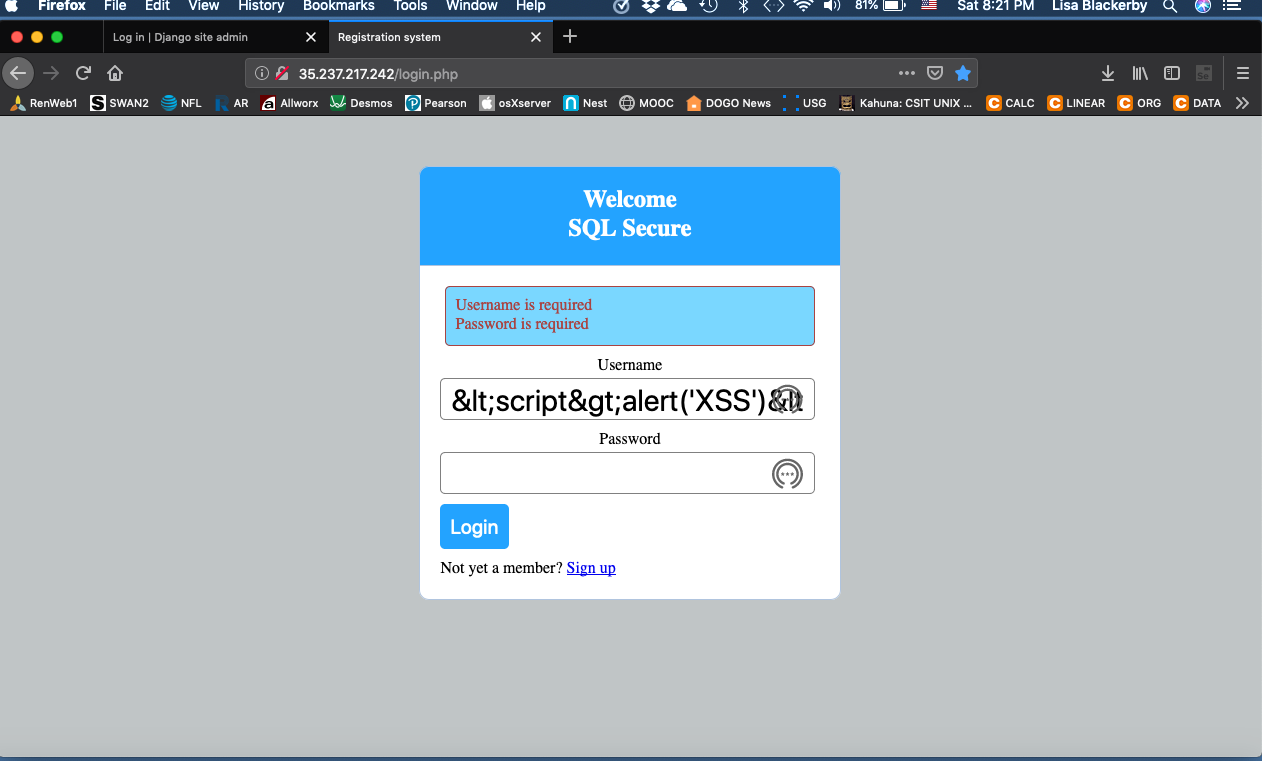 Firefox File Edit View History Bookmarks Tools Window Help 81% Sat 8:21 PM Lisa Blackerby
Log in | Django site admin Registration system
35.237.217.242/login.php
RenWeb1 SWAN2 NFL AR Allworx Desmos Pearson osXserver Nest MOOC DOGO News USG Kahuna: CSIT UNIX ... CALC LINEAR ORG DATA
Welcome
SQL Secure
Username is required
Password is required
Username
&lt;script&gt;alert('XSS')&lt
Password
Login
Not yet a member? Sign up